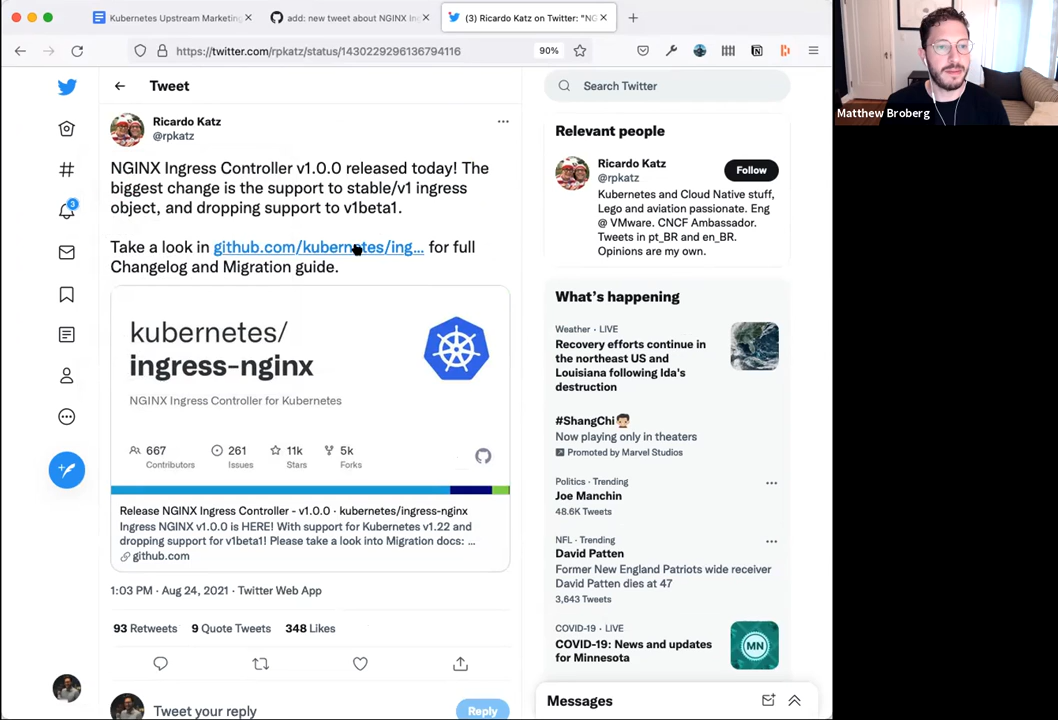 Kubernetes Upstream Marketing
add: new tweet about NGINX In
(3) Ricardo Katz on Twitter: "NG
https://twitter.com/rpkatz/status/1430229296136794116
90%
Tweet
Search Twitter
Ricardo Katz
@rpkatz
NGINX Ingress Controller v1.0.0 released today! The
biggest change is the support to stable/v1 ingress
object, and dropping support to v1beta1.
Take a look in github.com/kubernetes/ing... for full
Changelog and Migration guide.
kubernetes/
ingress-nginx
NGINX Ingress Controller for Kubernetes
667
Contributors
261
Issues
11k
Stars
5k
Forks
Release NGINX Ingress Controller - v1.0.0 · kubernetes/ingress-nginx
Ingress NGINX v1.0.0 is HERE! With support for Kubernetes v1.22 and
dropping support for v1beta1! Please take a look into Migration docs: ...
github.com
1:03 PM · Aug 24, 2021 · Twitter Web App
93 Retweets 9 Quote Tweets 348 Likes
Tweet your reply
Reply
3
Relevant people
Ricardo Katz
@rpkatz
Follow
Kubernetes and Cloud Native stuff,
Lego and aviation passionate. Eng
@ VMware. CNCF Ambassador.
Tweets in pt_BR and en_BR.
Opinions are my own.
What's happening
Weather · LIVE
Recovery efforts continue in
the northeast US and
Louisiana following Ida's
destruction
#ShangChi
Now playing only in theaters
Promoted by Marvel Studios
Politics · Trending
Joe Manchin
48.6K Tweets
NFL · Trending
David Patten
Former New England Patriots wide receiver
David Patten dies at 47
3,643 Tweets
COVID-19 · LIVE
COVID-19: News and updates
for Minnesota
MN
Messages
Matthew Broberg